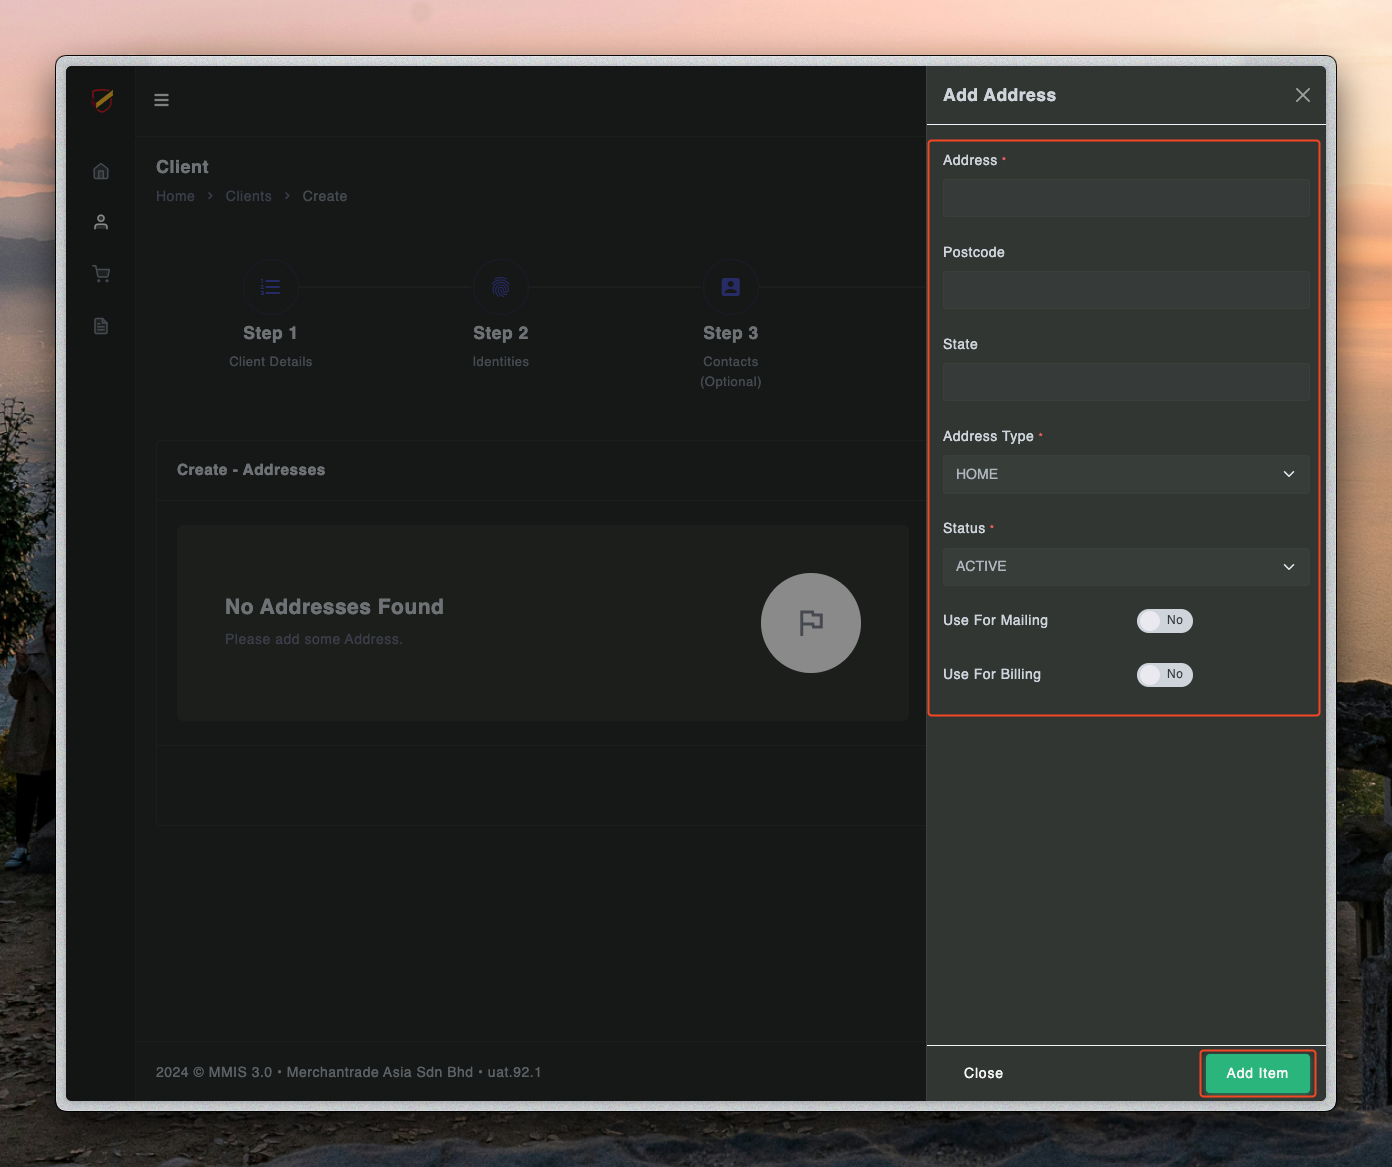 Client
Home > Clients > Create
Step 1
Client Details
Step 2
Identities
Step 3
Contacts
(Optional)
Create - Addresses
No Addresses Found
Please add some Address.
2024 © MMIS 3.0 • Merchantrade Asia Sdn Bhd • uat.92.1
Add Address
Address *
Postcode
State
Address Type *
HOME
Status *
ACTIVE
Use For Mailing
No
Use For Billing
No
Close
Add Item